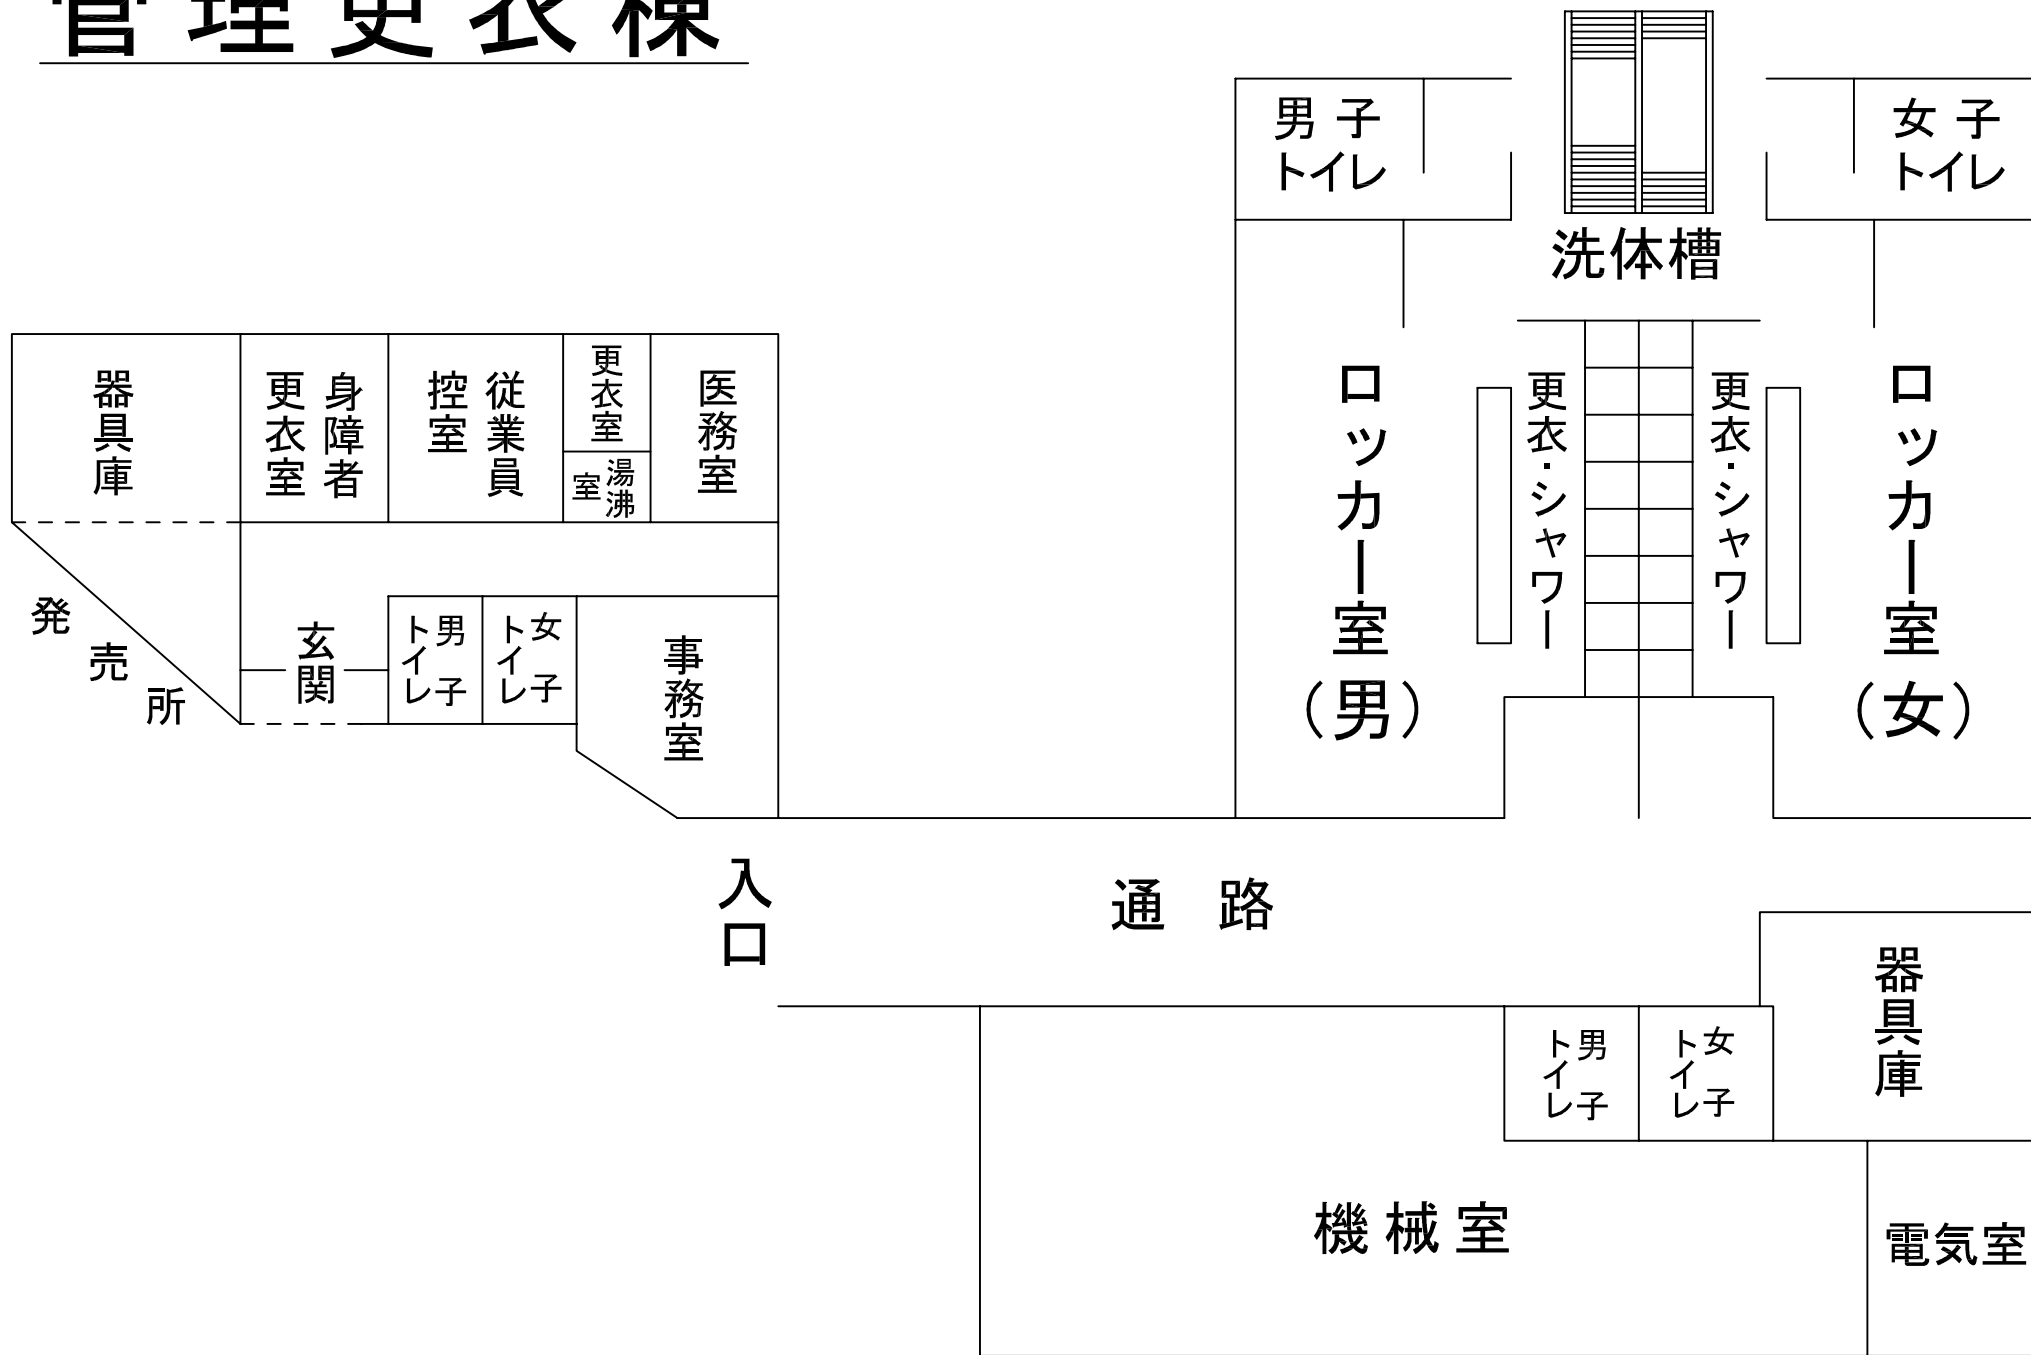 管理更衣棟
男子
トイレ
女子
トイレ
洗体槽
器具庫
身障者
更衣室
従業員
控室
更衣室
湯沸
室
医務室
ロッカー室
（男）
更衣・シャワー
更衣・シャワー
ロッカー室
（女）
発売所
玄関
男子
トイレ
女子
トイレ
事務室
入口
通路
器具庫
男子
トイレ
女子
トイレ
機械室
電気室